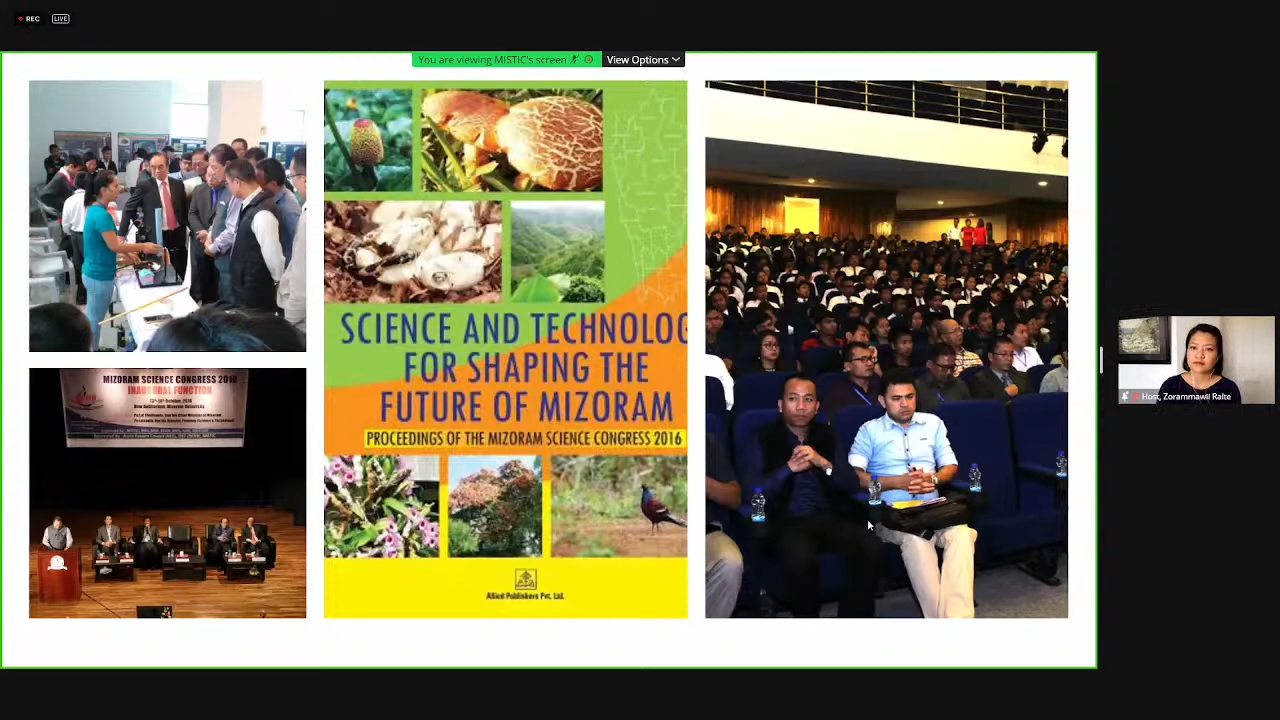 REC
LIVE
You are viewing MISTIC's screen
View Options
MIZORAM SCIENCE CONGRESS 2016
INAUGURAL FUNCTION
SCIENCE AND TECHNOLOG
FOR SHAPING THE
FUTURE OF MIZORAM
PROCEEDINGS OF THE MIZORAM SCIENCE CONGRESS 2016
Allied Publishers Pvt. Ltd.
Host, Zorammawii Ralte